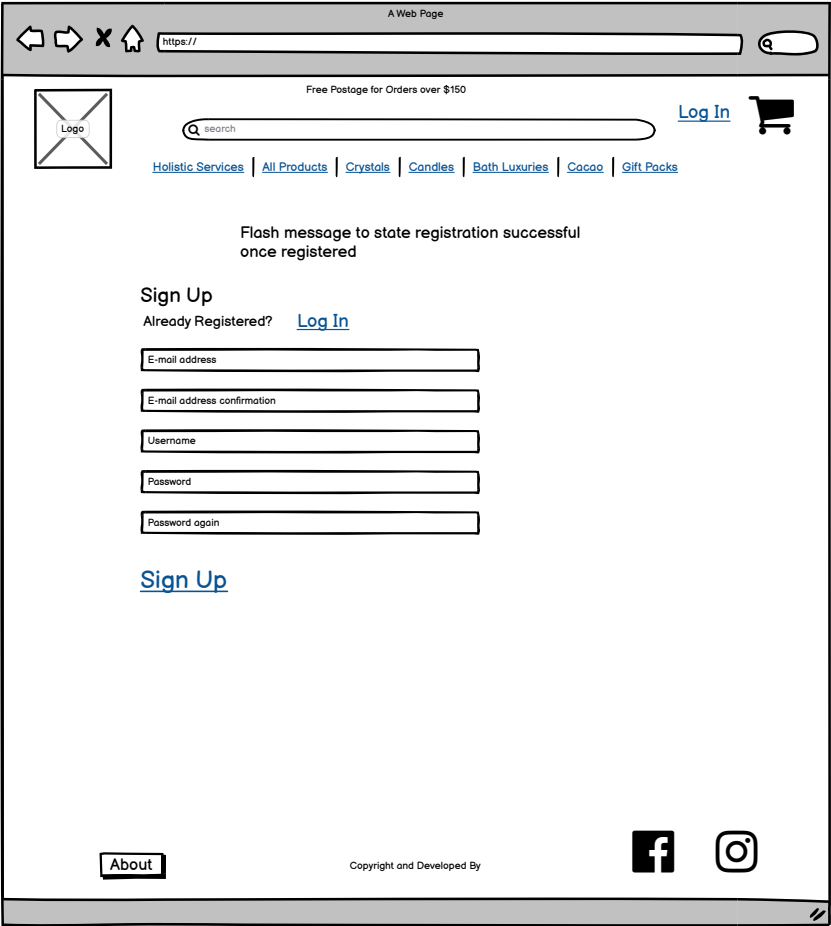 A Web Page
https://
Free Postage for Orders over $150
Logo
search
Log In
Holistic Services All Products Crystals Candles Bath Luxuries Cacao Gift Packs
Flash message to state registration successful
once registered
Sign Up
Already Registered? Log In
E-mail address
E-mail address confirmation
Username
Password
Password again
Sign Up
About
Copyright and Developed By